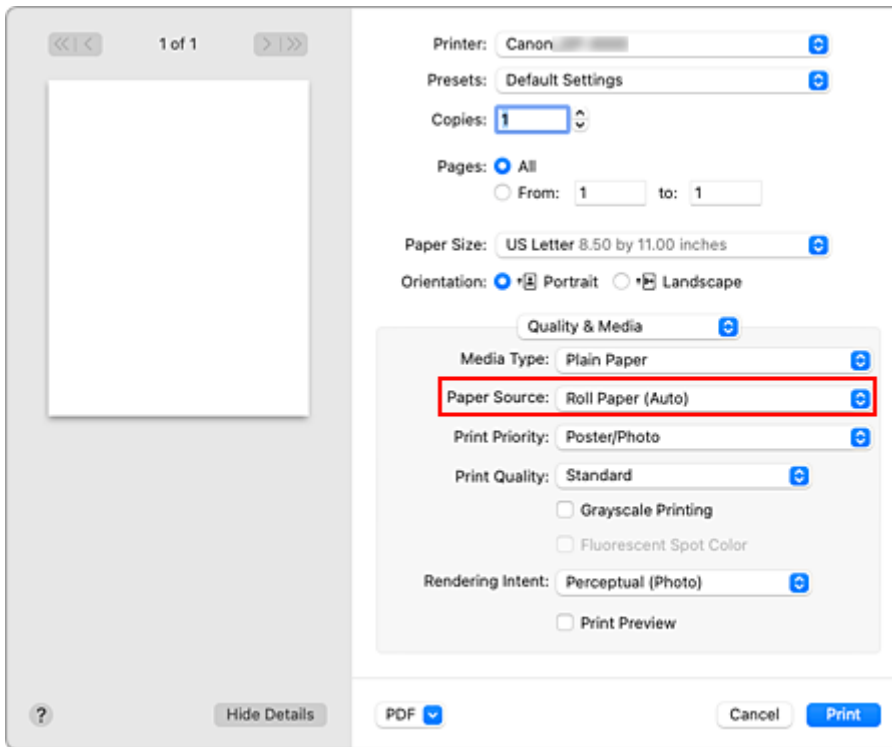 1 of 1
Printer: Canon
Presets: Default Settings
Copies: 1
Pages: All
From: 1 to: 1
Paper Size: US Letter 8.50 by 11.00 inches
Orientation: Portrait Landscape
Quality & Media
Media Type: Plain Paper
Paper Source: Roll Paper (Auto)
Print Priority: Poster/Photo
Print Quality: Standard
Grayscale Printing
Fluorescent Spot Color
Rendering Intent: Perceptual (Photo)
Print Preview
? Hide Details PDF Cancel Print